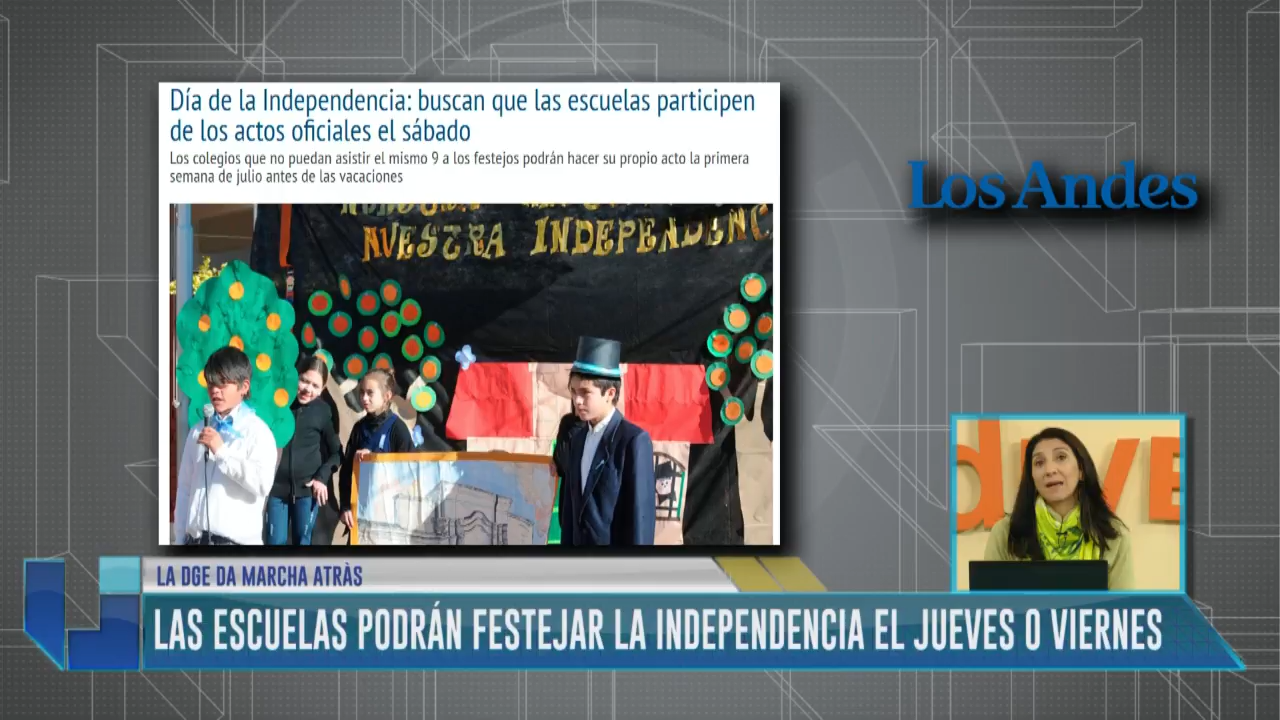 Día de la Independencia: buscan que las escuelas participen
de los actos oficiales el sábado
Los colegios que no puedan asistir el mismo 9 a los festejos podrán hacer su propio acto la primera
semana de julio antes de las vacaciones
NUESTRA INDEPENDENC
Los Andes
LA DGE DA MARCHA ATRÀS
LAS ESCUELAS PODRÁN FESTEJAR LA INDEPENDENCIA EL JUEVES O VIERNES